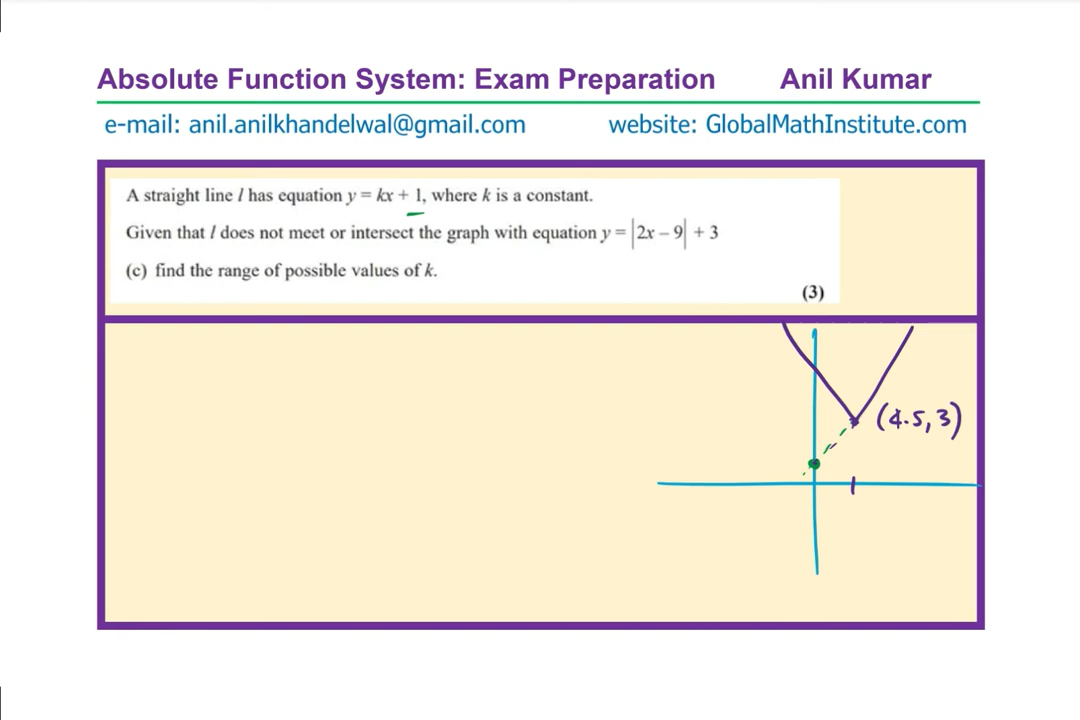 Absolute Function System: Exam Preparation Anil Kumar
e-mail: anil.anilkhandelwal@gmail.com website: GlobalMathInstitute.com
A straight line l has equation y = kx + 1, where k is a constant.
Given that l does not meet or intersect the graph with equation y = |2x – 9| + 3
(c) find the range of possible values of k.
(3)
(4.5, 3)